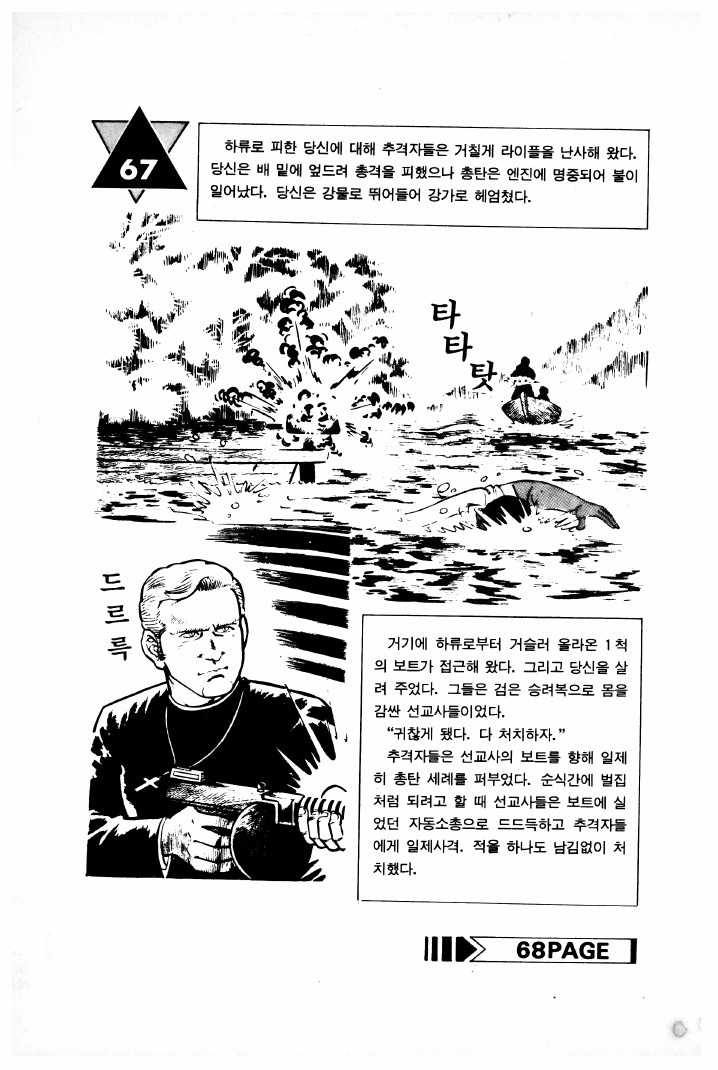 67
하류로 피한 당신에 대해 추격자들은 거칠게 라이플을 난사해 왔다.
당신은 배 밑에 엎드려 총격을 피했으나 총탄은 엔진에 명중되어 불이
일어났다. 당신은 강물로 뛰어들어 강가로 헤엄쳤다.
타
타
탓
드
르
륵
거기에 하류로부터 거슬러 올라온 1척
의 보트가 접근해 왔다. 그리고 당신을 살
려 주었다. 그들은 검은 승려복으로 몸을
감싼 선교사들이었다.
“귀찮게 됐다. 다 처치하자.”
추격자들은 선교사의 보트를 향해 일제
히 총탄 세례를 퍼부었다. 순식간에 벌집
처럼 되려고 할 때 선교사들은 보트에 실
었던 자동소총으로 드드득하고 추격자들
에게 일제사격. 적을 하나도 남김없이 처
치했다.
68PAGE